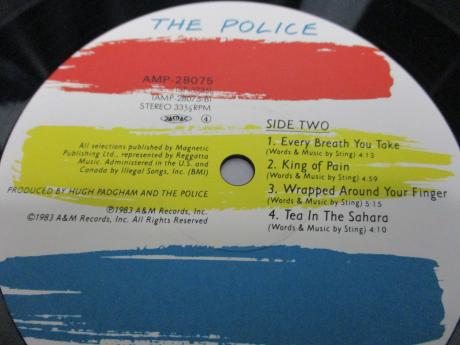 THE POLICE
AMP-28075
(AMP-28075-B)
STEREO 33⅓ RPM
JASRAC ④
All selections published by Magnetic
Publishing Ltd., represented by Reggatta
Music. Administered in the U.S. and
Canada by Illegal Songs, Inc. (BMI)
PRODUCED BY HUGH PADGHAM AND THE POLICE
℗1983 A&M Records, Inc.
©1983 A&M Records, Inc. All Rights Reserved
SIDE TWO
1. Every Breath You Take
(Words & Music by Sting) 4:13
2. King of Pain
(Words & Music by Sting) 4:59
3. Wrapped Around Your Finger
(Words & Music by Sting) 5:15
4. Tea In The Sahara
(Words & Music by Sting) 4:10